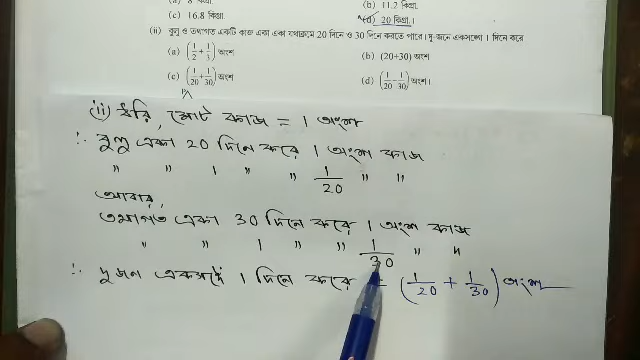 (a) 8 কিগ্রা. (b) 11.2 কিগ্রা.
(c) 16.8 কিগ্রা. (d) 20 কিগ্রা.।
(ii) বুলু ও তথাগত একটি কাজ একা একা যথাক্রমে 20 দিনে ও 30 দিনে করতে পারে। দু-জনে একসঙ্গে 1 দিনে করে
(a) (1/2 + 1/3) অংশ (b) (20+30) অংশ
(c) (1/20 + 1/30) অংশ (d) (1/20 - 1/30) অংশ।
(ii) ধরি, মোট কাজ = 1 অংশ
∴ বুলু একা 20 দিনে করে 1 অংশ কাজ
" " 1 " " 1/20 " "
আবার,
তথাগত একা 30 দিনে করে 1 অংশ কাজ
" " 1 " " 1/30 " "
∴ দুজন একসঙ্গে 1 দিনে করে = (1/20 + 1/30) অংশ